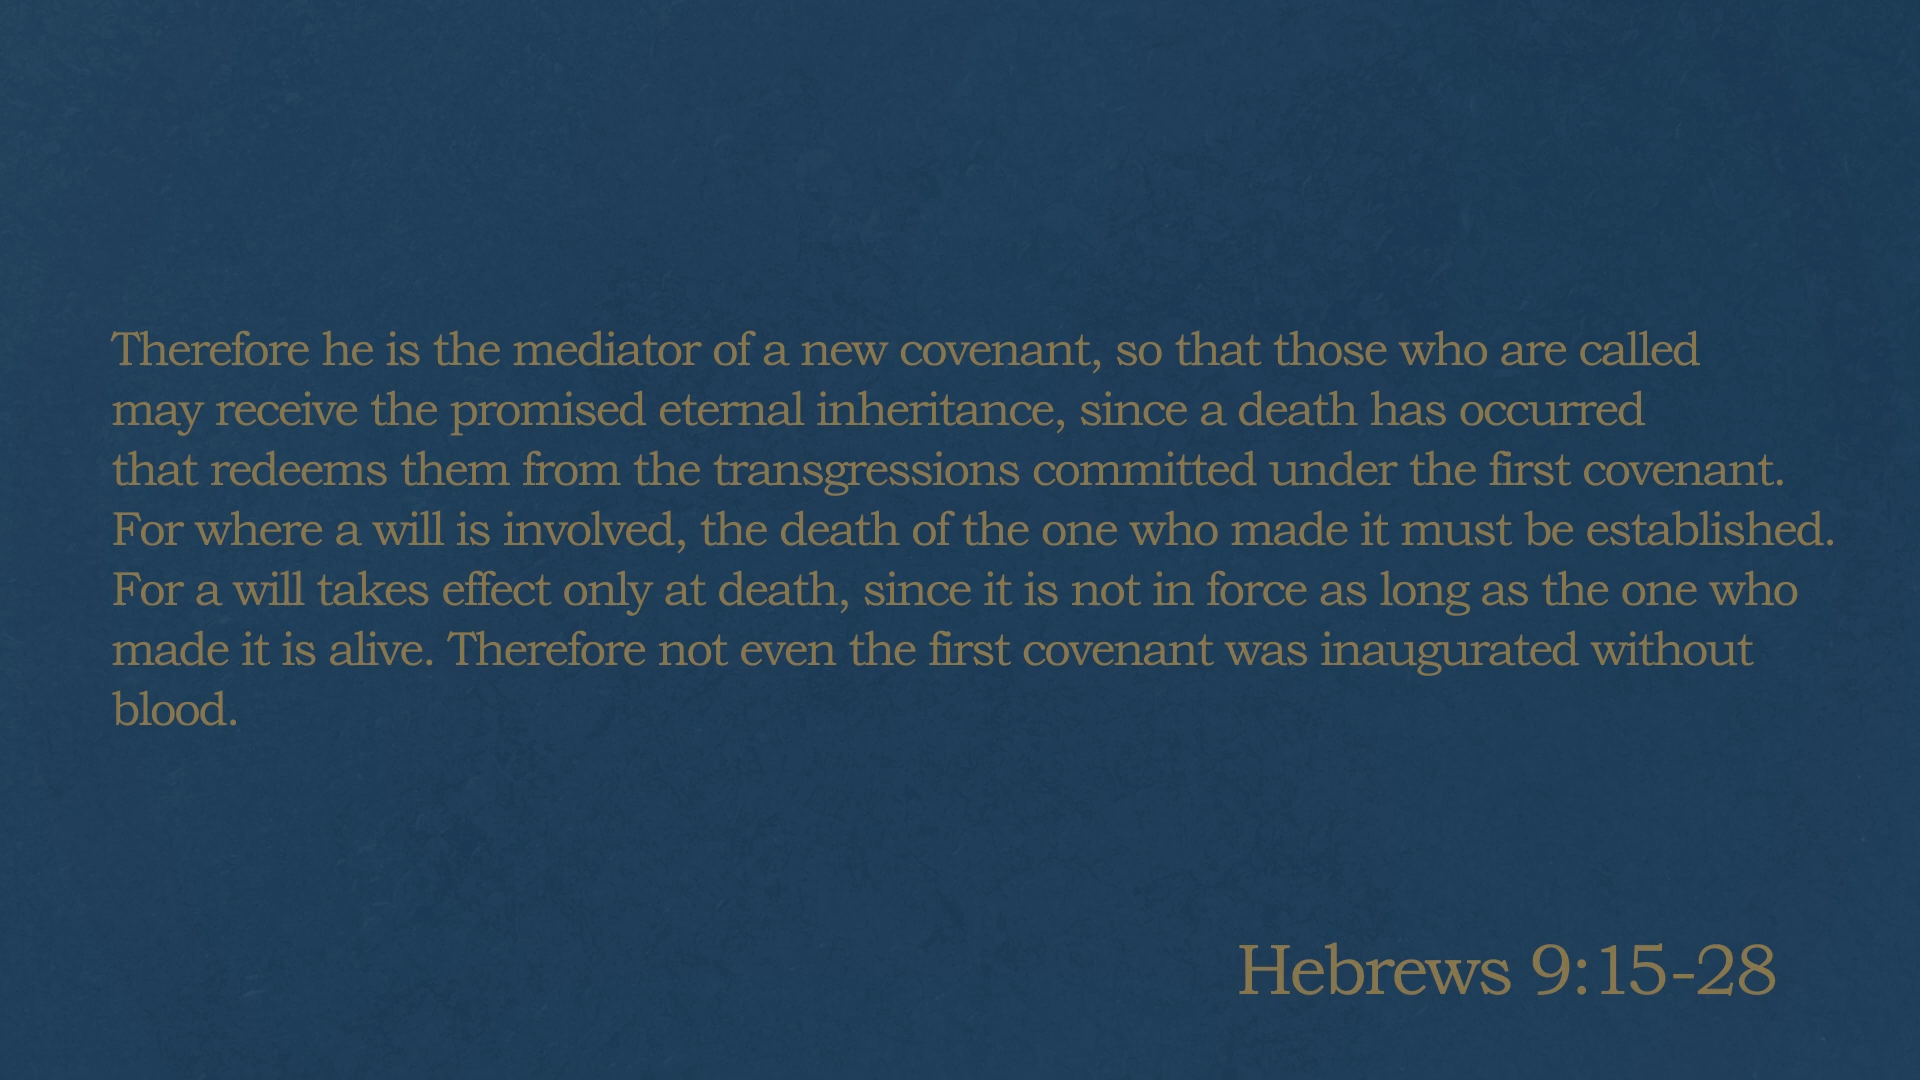 Therefore he is the mediator of a new covenant, so that those who are called
may receive the promised eternal inheritance, since a death has occurred
that redeems them from the transgressions committed under the first covenant.
For where a will is involved, the death of the one who made it must be established.
For a will takes effect only at death, since it is not in force as long as the one who
made it is alive. Therefore not even the first covenant was inaugurated without
blood.
Hebrews 9:15-28